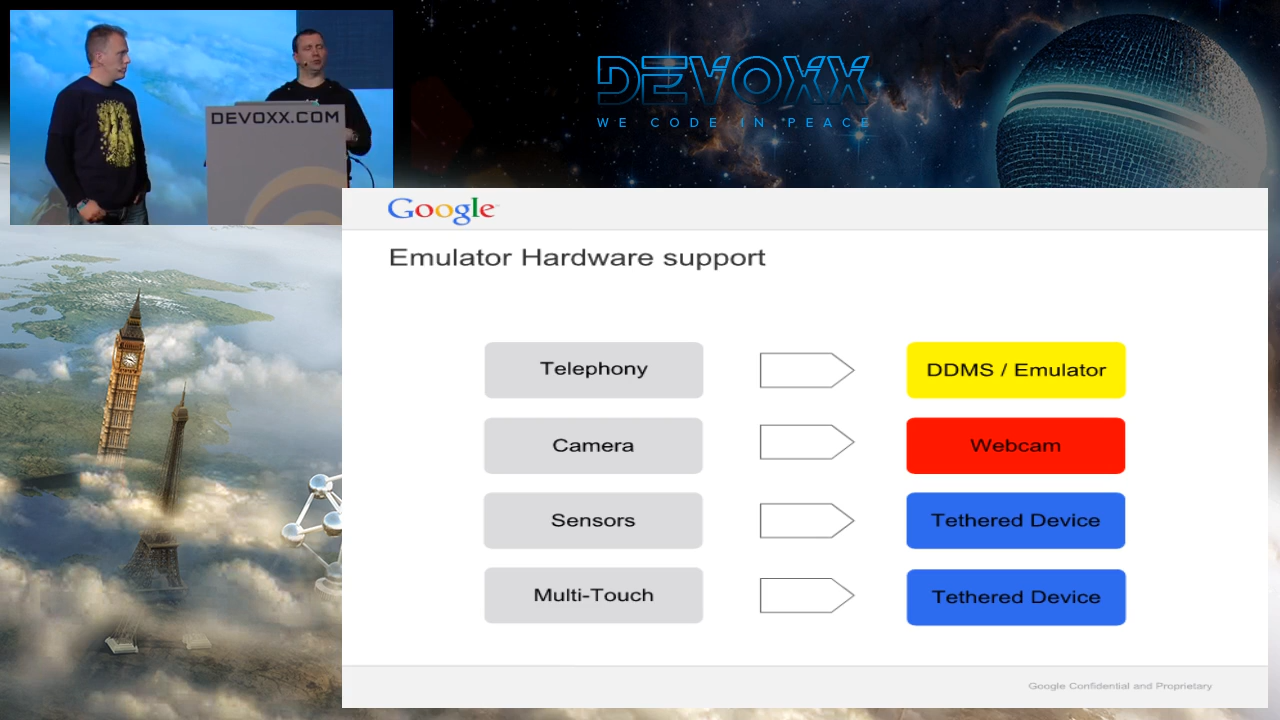 DEVOXX
WE CODE IN PEACE
DEVOXX.COM
Google
Emulator Hardware support
Telephony
DDMS / Emulator
Camera
Webcam
Sensors
Tethered Device
Multi-Touch
Tethered Device
Google Confidential and Proprietary